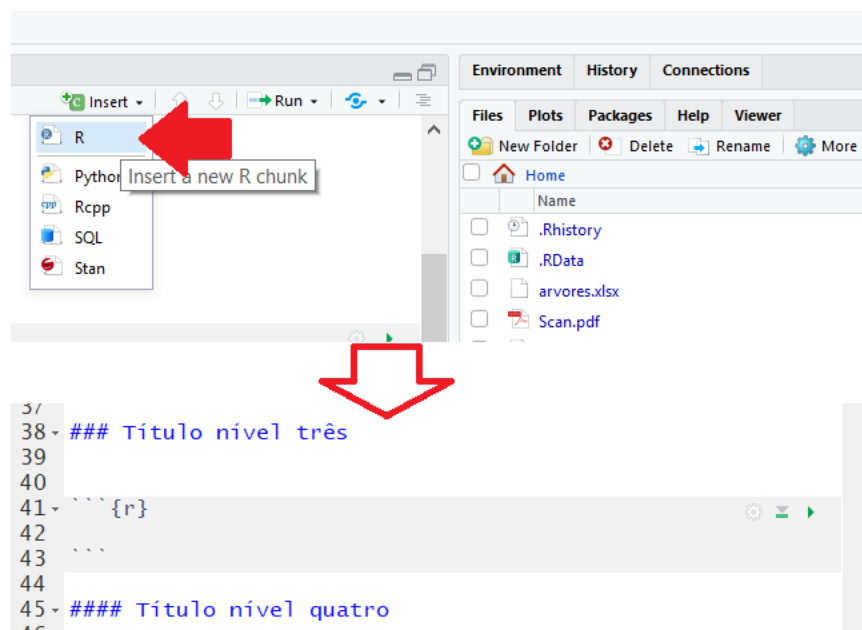 Environment History Connections
Insert Run
Files Plots Packages Help Viewer
R
New Folder Delete Rename More
Python
Insert a new R chunk
Home
Rcpp
Name
SQL
.Rhistory
Stan
.RData
arvores.xlsx
Scan.pdf
37
38 ### Título nível três
39
40
41 ```{r}
42
43 ```
44
45 #### Título nível quatro
46